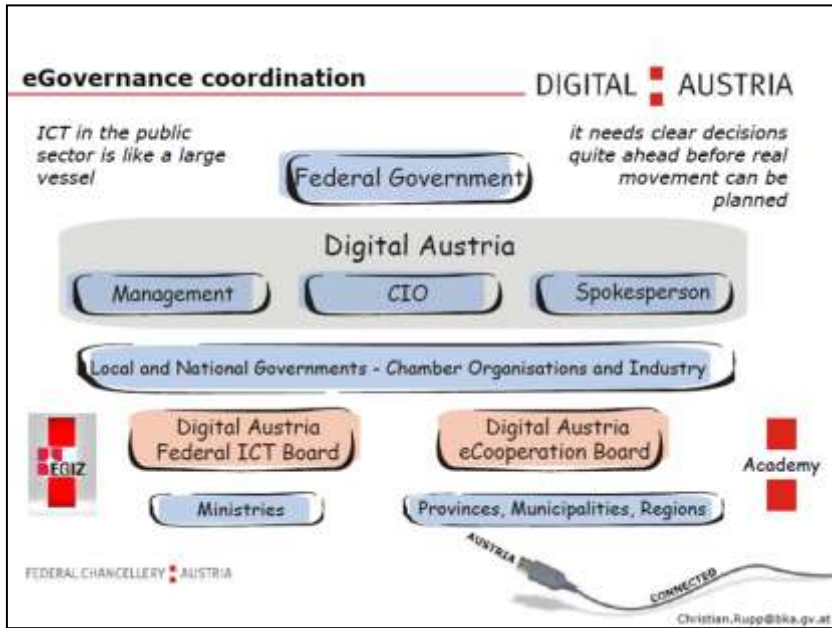 eGovernance coordination
DIGITAL AUSTRIA
ICT in the public
sector is like a large
vessel
it needs clear decisions
quite ahead before real
movement can be
planned
Federal Government
Digital Austria
Management
CIO
Spokesperson
Local and National Governments - Chamber Organisations and Industry
EGIZ
Digital Austria
Federal ICT Board
Digital Austria
eCooperation Board
Academy
Ministries
Provinces, Municipalities, Regions
AUSTRIA
CONNECTED
FEDERAL CHANCELLERY AUSTRIA
Christian.Rupp@bka.gv.at